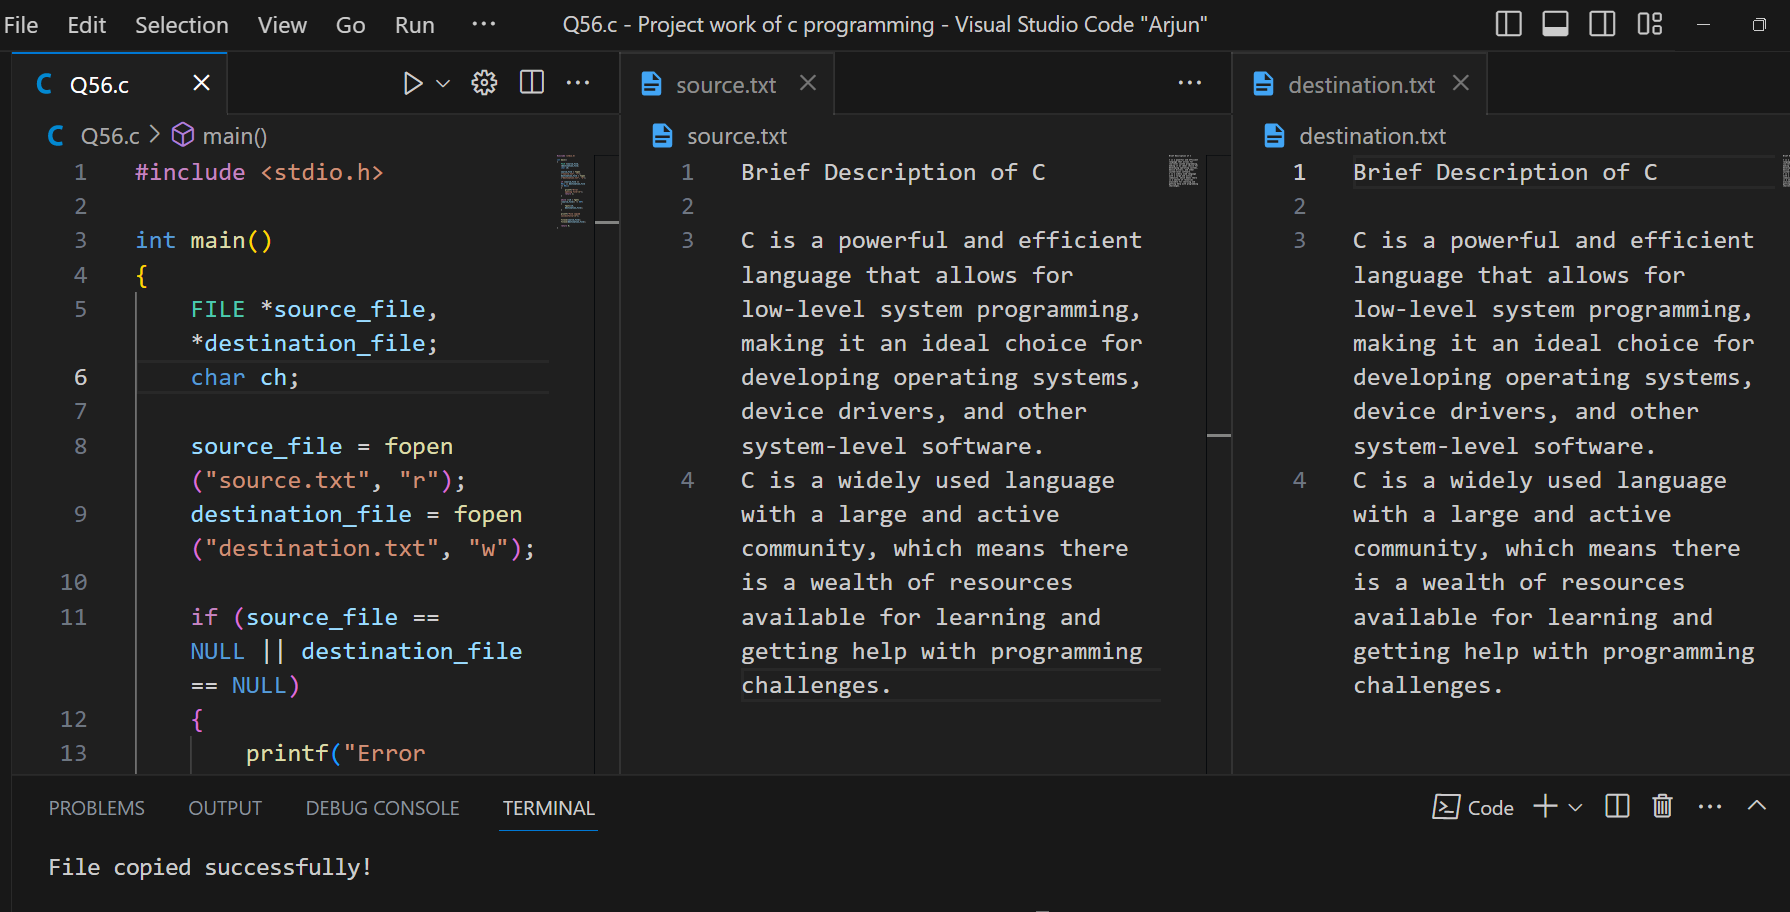 File Edit Selection View Go Run ··· Q56.c - Project work of c programming - Visual Studio Code "Arjun"
Q56.c
source.txt
destination.txt
Q56.c > main()
source.txt
destination.txt
1 #include <stdio.h>
2
3 int main()
4 {
5 FILE *source_file,
*destination_file;
6 char ch;
7
8 source_file = fopen
("source.txt", "r");
9 destination_file = fopen
("destination.txt", "w");
10
11 if (source_file ==
NULL || destination_file
== NULL)
12 {
13 printf("Error
1 Brief Description of C
2
3 C is a powerful and efficient
language that allows for
low-level system programming,
making it an ideal choice for
developing operating systems,
device drivers, and other
system-level software.
4 C is a widely used language
with a large and active
community, which means there
is a wealth of resources
available for learning and
getting help with programming
challenges.
1 Brief Description of C
2
3 C is a powerful and efficient
language that allows for
low-level system programming,
making it an ideal choice for
developing operating systems,
device drivers, and other
system-level software.
4 C is a widely used language
with a large and active
community, which means there
is a wealth of resources
available for learning and
getting help with programming
challenges.
PROBLEMS OUTPUT DEBUG CONSOLE TERMINAL Code
File copied successfully!